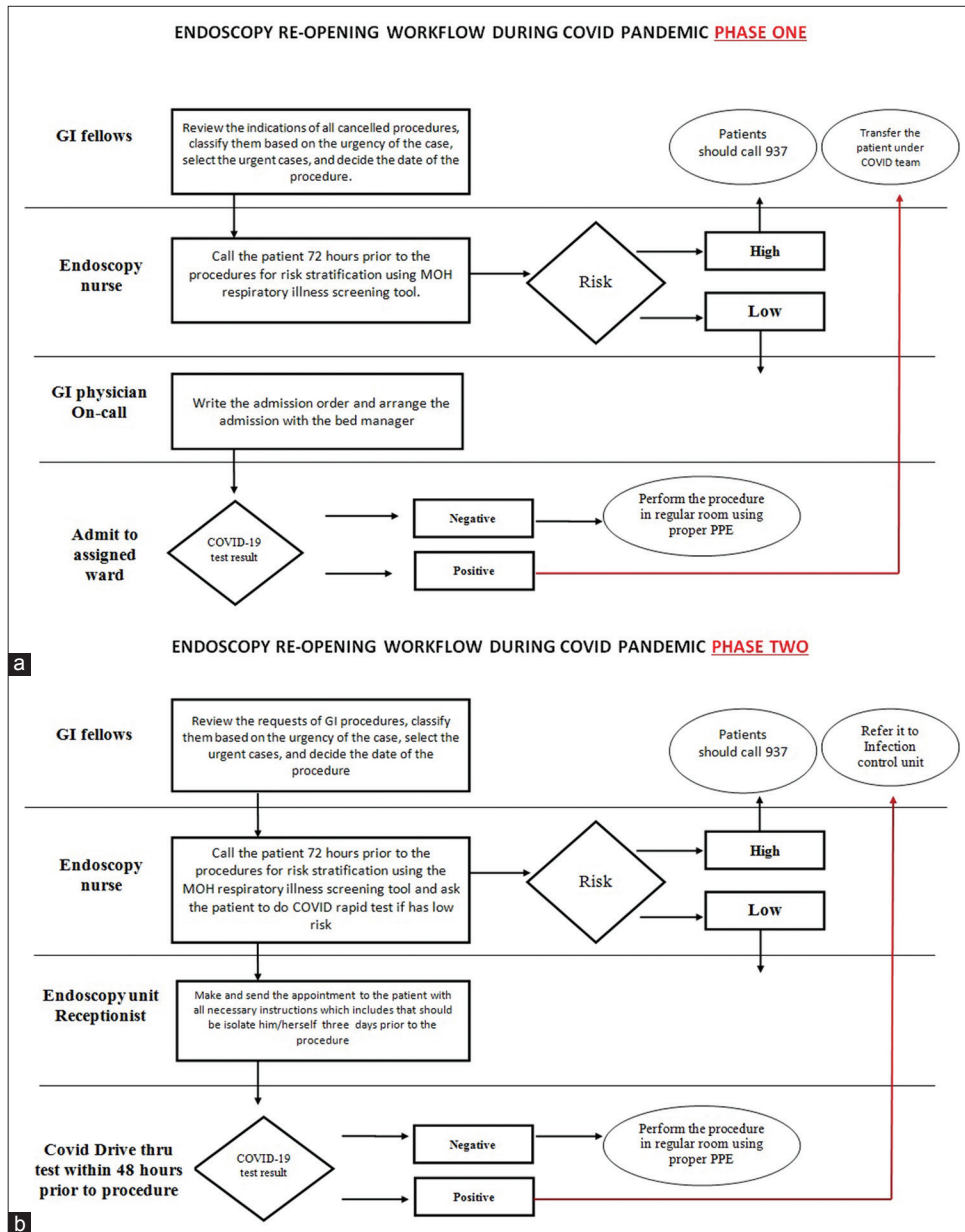 ENDOSCOPY RE-OPENING WORKFLOW DURING COVID PANDEMIC PHASE ONE
GI fellows
Review the indications of all cancelled procedures,
classify them based on the urgency of the case,
select the urgent cases, and decide the date of the
procedure.
Patients
should call 937
Transfer the
patient under
COVID team
Endoscopy
nurse
Call the patient 72 hours prior to the
procedures for risk stratification using MOH
respiratory illness screening tool.
Risk
High
Low
GI physician
On-call
Write the admission order and arrange the
admission with the bed manager
Admit to
assigned
ward
COVID-19
test result
Negative
Positive
Perform the procedure
in regular room using
proper PPE
a
ENDOSCOPY RE-OPENING WORKFLOW DURING COVID PANDEMIC PHASE TWO
GI fellows
Review the requests of GI procedures, classify
them based on the urgency of the case, select the
urgent cases, and decide the date of the
procedure
Patients
should call 937
Refer it to
Infection
control unit
Endoscopy
nurse
Call the patient 72 hours prior to the
procedures for risk stratification using the
MOH respiratory illness screening tool and ask
the patient to do COVID rapid test if has low
risk
Risk
High
Low
Endoscopy unit
Receptionist
Make and send the appointment to the patient with
all necessary instructions which includes that should
be isolate him/herself three days prior to the
procedure
Covid Drive thru
test within 48 hours
prior to procedure
COVID-19
test result
Negative
Positive
Perform the procedure
in regular room using
proper PPE
b